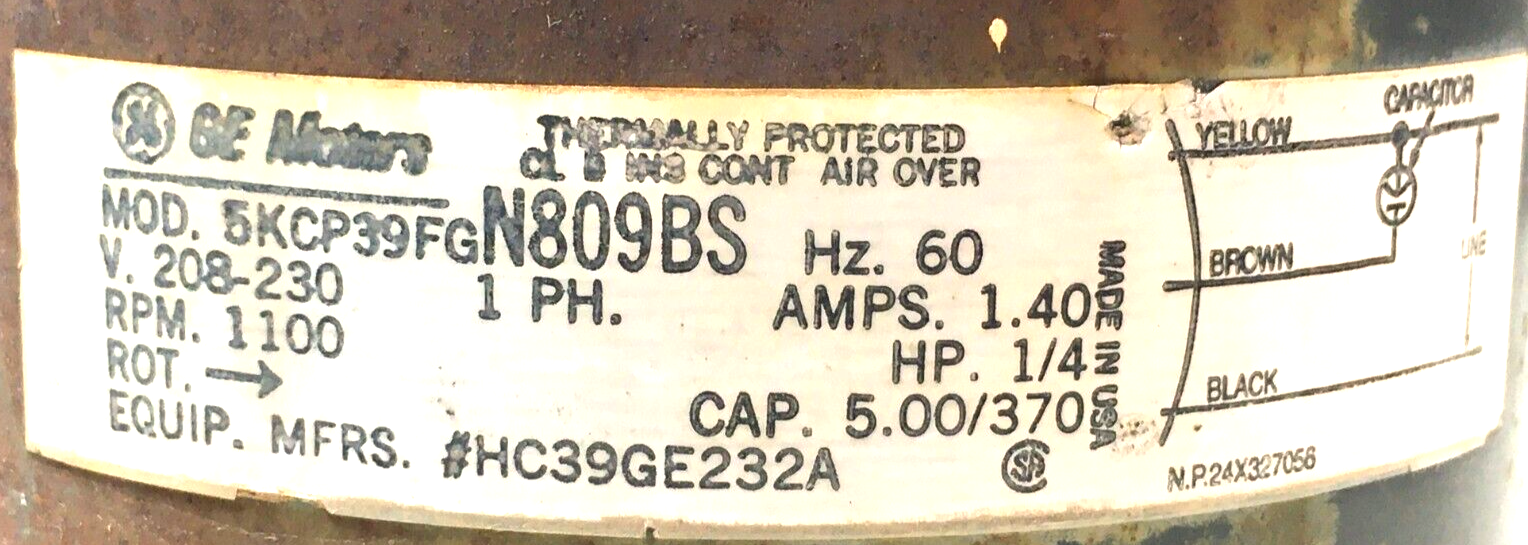 GE Motors
THERMALLY PROTECTED
CL B INS CONT AIR OVER
MOD. 5KCP39FGN809BS
Hz. 60
V. 208-230
1 PH.
AMPS. 1.40
RPM. 1100
HP. 1/4
ROT. →
CAP. 5.00/370
EQUIP. MFRS. #HC39GE232A
MADE IN USA
CAPACITOR
YELLOW
BROWN
LINE
BLACK
N.P.24X327056